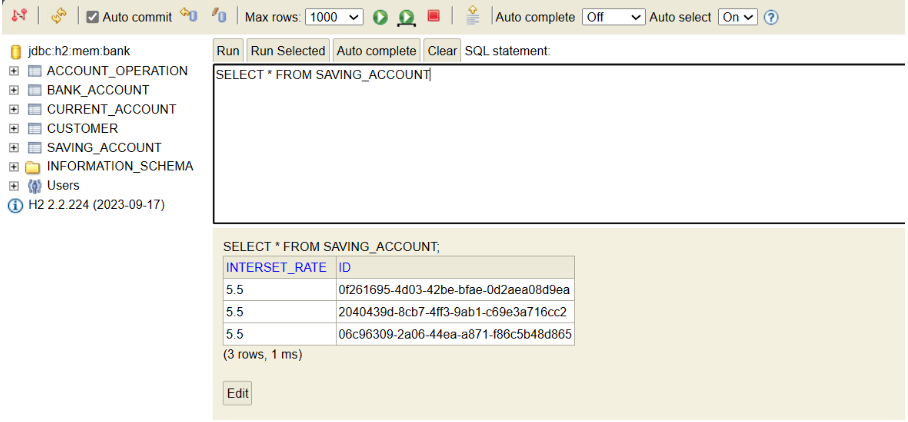 Auto commit Max rows: 1000 Auto complete Off Auto select On
jdbc:h2:mem:bank
ACCOUNT_OPERATION
BANK_ACCOUNT
CURRENT_ACCOUNT
CUSTOMER
SAVING_ACCOUNT
INFORMATION_SCHEMA
Users
H2 2.2.224 (2023-09-17)
Run Run Selected Auto complete Clear SQL statement:
SELECT * FROM SAVING_ACCOUNT
SELECT * FROM SAVING_ACCOUNT;
INTERSET_RATE ID
5.5 0f261695-4d03-42be-bfae-0d2aea08d9ea
5.5 2040439d-8cb7-4ff3-9ab1-c69e3a716cc2
5.5 06c96309-2a06-44ea-a871-f86c5b48d865
(3 rows, 1 ms)
Edit